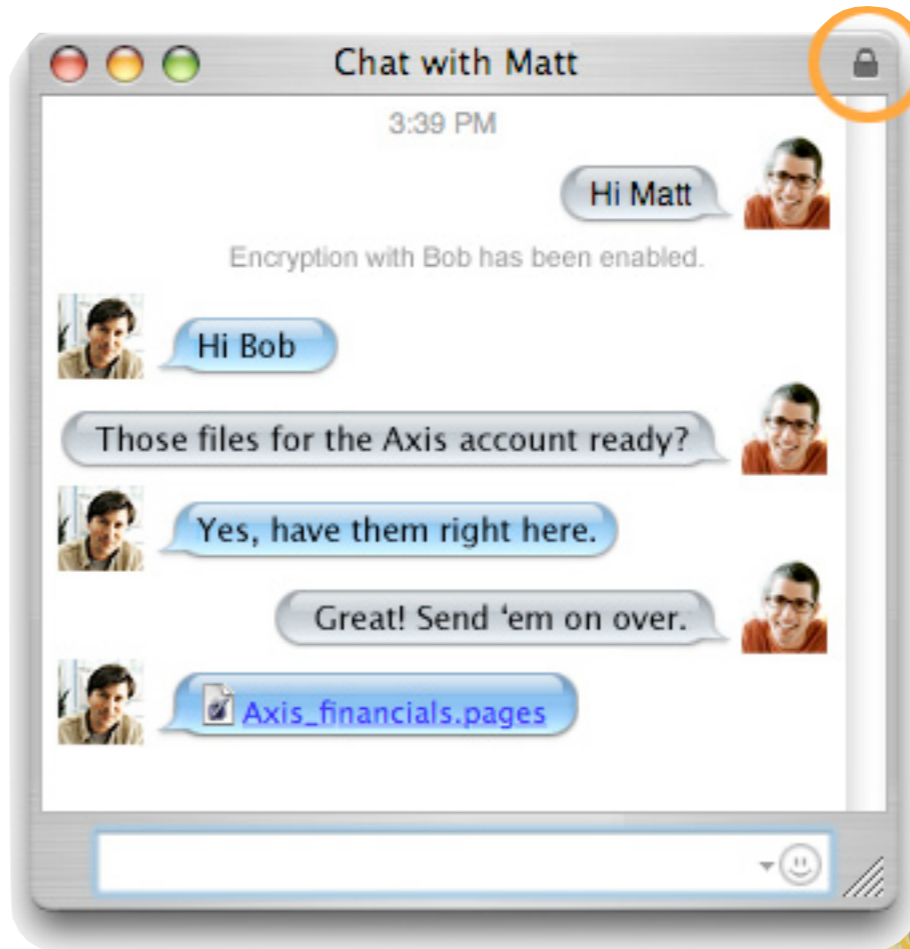 Chat with Matt
3:39 PM
Hi Matt
Encryption with Bob has been enabled.
Hi Bob
Those files for the Axis account ready?
Yes, have them right here.
Great! Send ‘em on over.
Axis_financials.pages